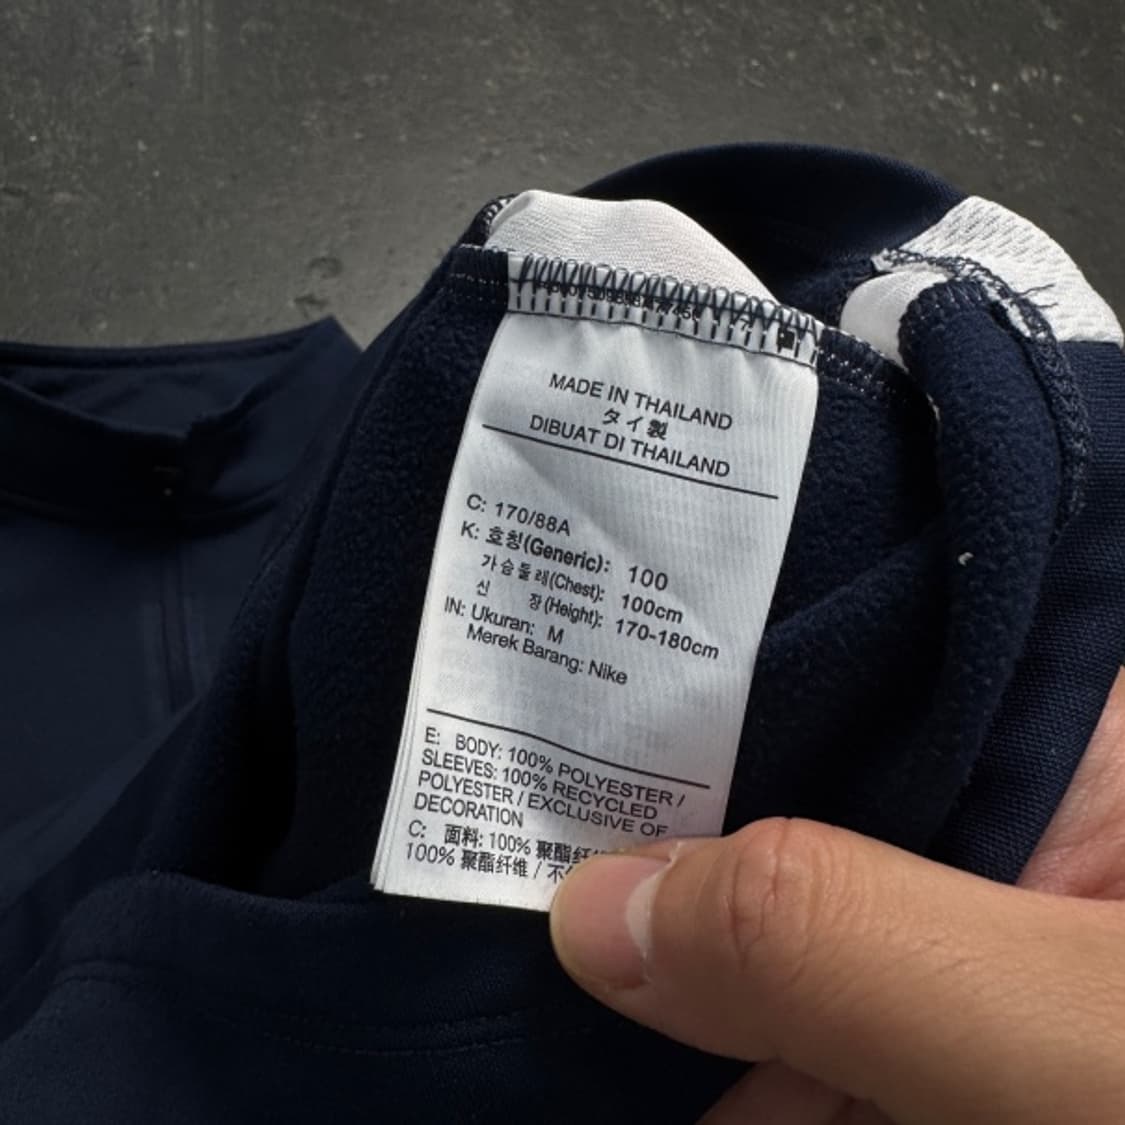 MADE IN THAILAND
タイ製
DIBUAT DI THAILAND
C: 170/88A
K: 호칭(Generic): 100
가슴둘레(Chest): 100cm
신 장(Height): 170-180cm
IN: Ukuran: M
Merek Barang: Nike
E: BODY: 100% POLYESTER /
SLEEVES: 100% RECYCLED
POLYESTER / EXCLUSIVE OF
DECORATION
C: 面料: 100% 聚酯纤
100% 聚酯纤维 / 不